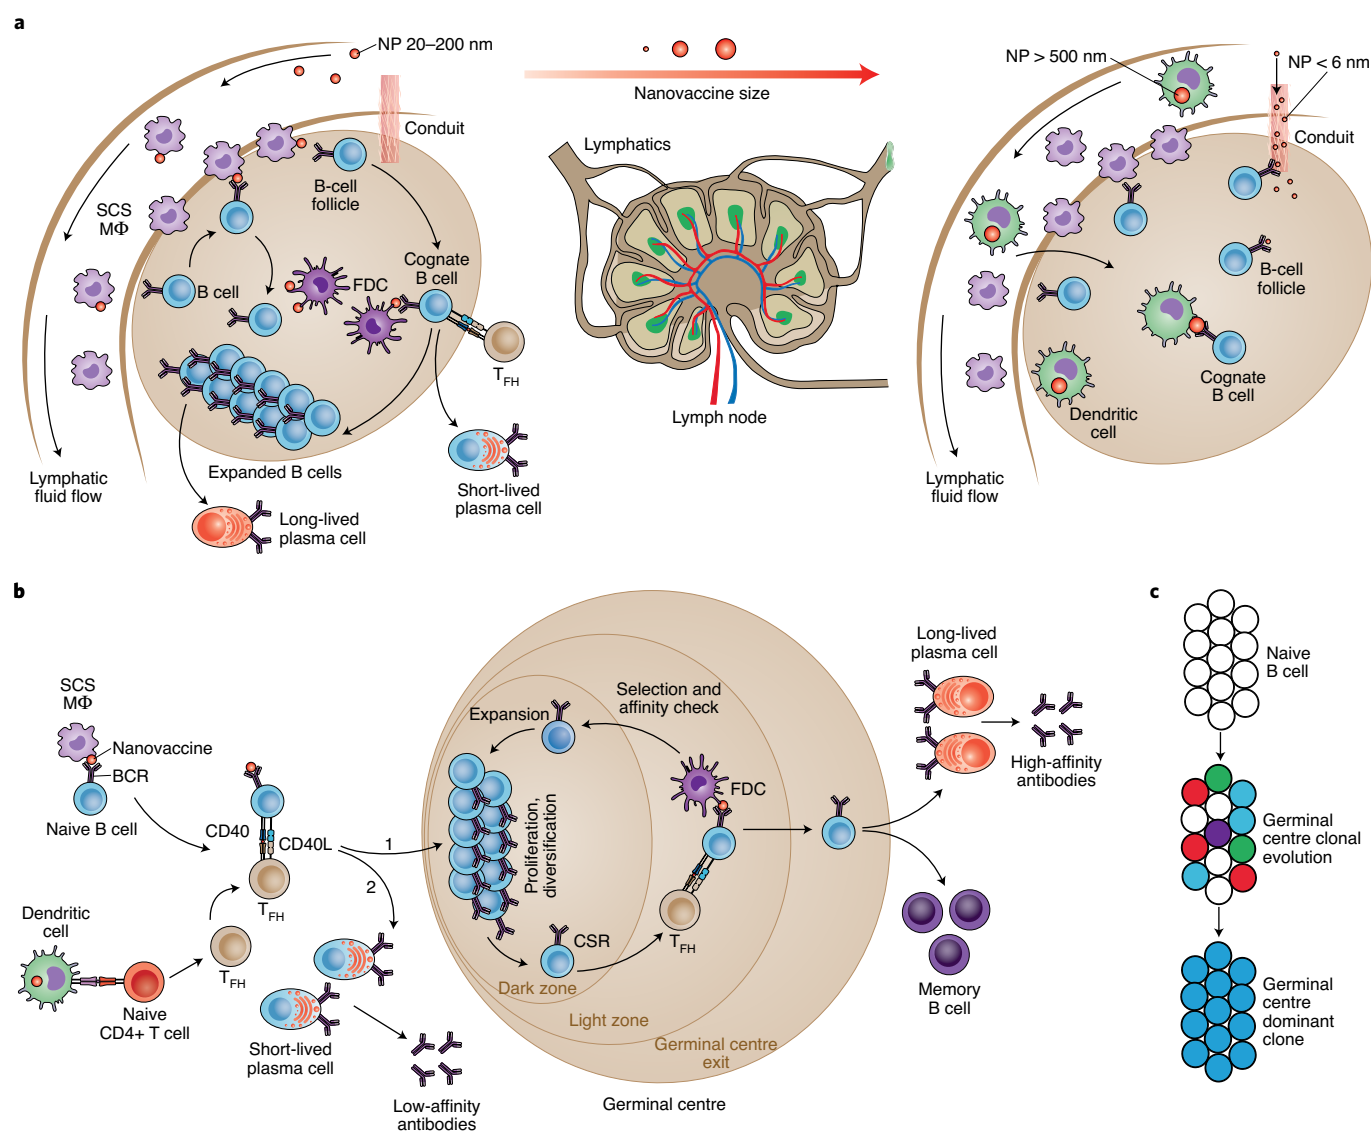 a
NP 20–200 nm
Conduit
B-cell
follicle
SCS
MΦ
B cell
FDC
Cognate
B cell
TFH
Expanded B cells
Short-lived
plasma cell
Long-lived
plasma cell
Lymphatic
fluid flow
Nanovaccine size
Lymphatics
Lymph node
NP > 500 nm
NP < 6 nm
Conduit
B-cell
follicle
Cognate
B cell
Dendritic
cell
Lymphatic
fluid flow
b
SCS
MΦ
Nanovaccine
BCR
Naive B cell
CD40
CD40L
TFH
1
2
Dendritic
cell
TFH
Naive
CD4+ T cell
Short-lived
plasma cell
Low-affinity
antibodies
Expansion
Selection and
affinity check
Proliferation,
diversification
FDC
TFH
CSR
Dark zone
Light zone
Germinal centre
exit
Germinal centre
Long-lived
plasma cell
High-affinity
antibodies
Memory
B cell
c
Naive
B cell
Germinal
centre clonal
evolution
Germinal
centre
dominant
clone